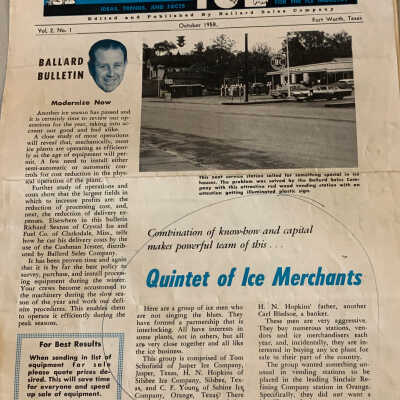 IDEAS, TRENDS, AND FACTS
FOR THE ICE INDUSTRY
Edited and Published By Ballard Sales Company
Vol. 2, No. 1
October 1958.
Fort Worth, Texas
BALLARD
BULLETIN
Modernize Now
Another ice season has passed and
it is certainly time to review our op-
erations for the year, taking into ac-
count our good and bad alike.
A close study of most operations
will reveal that, mechanically, most
ice plants are operating as efficient-
ly as the age of equipment will per-
mit. A few need to install either
semi-automatic or automatic con-
trols for cost reduction in the phys-
ical operation of the plant.
Further study of operations and
costs show that the largest fields in
which to increase profits are: the
reduction of processing cost, and,
next, the reduction of delivery ex-
penses. Elsewhere in this bulletin
Richard Sexton of Crystal Ice and
Fuel Co. of Clarksdale, Miss., tells
how he cut his delivery costs by the
use of the Cushman Icester, distrib-
uted by Ballard Sales Company.
It has been proven time and again
that it is by far the best policy to
survey, purchase, and install process-
ing equipment during the winter.
Your crews become accustomed to
the machinery during the slow sea-
son of the year and work out defi-
nite procedures. This enables them
to operate it efficiently during the
peak seasons.
For Best Results
When sending in list of
equipment for sale
please quote prices de-
sired. This will save time
for everyone and speed
up sale of equipment.
This neat service station called for something special in ice
houses. The problem was solved by the Ballard Sales Com-
pany with this attractive red wood vending station with an
attention getting illuminated plastic sign.
Combination of know-how and capital
makes powerful team of this . . .
Quintet of Ice Merchants
Here are a group of ice men who
are not singing the blues. They
have formed a partnership that is
interlocking. All have interests in
some plants, not in others, but all
are very close together and all like
the ice business.
This group is comprised of Tom
Schofield of Jasper Ice Company,
Jasper, Texas, H. N. Hopkins of
Silsbee Ice Company, Silsbee, Tex-
as, and C. F. Young of Sabine Ice
Company, Orange, Texas. There
H. N. Hopkins' father, another
Carl Bledsoe, a banker.
These men are very aggressive.
They buy numerous stations, ven-
dors and ice merchandisers each
year, and, incidentally, they are in-
terested in buying any ice plant for
sale in their part of the country.
The group wanted something un-
usual in vending stations to be
placed in the leading Sinclair Re-
fining Company station in Orange.
Specifically, they did not want a